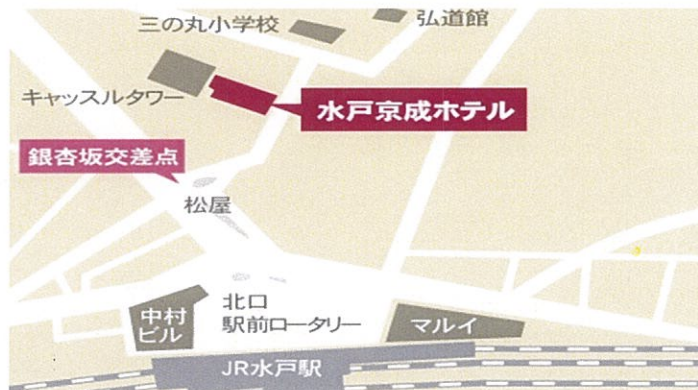 三の丸小学校
弘道館
キャッスルタワー
水戸京成ホテル
銀杏坂交差点
松屋
北口
駅前ロータリー
中村
ビル
マルイ
JR水戸駅